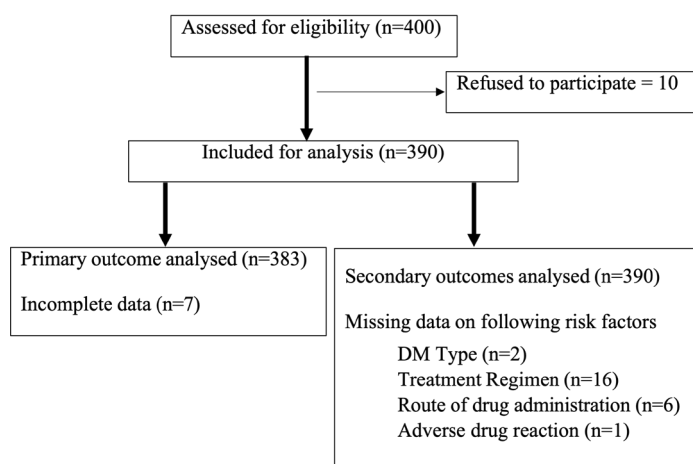 Assessed for eligibility (n=400)
Refused to participate = 10
Included for analysis (n=390)
Primary outcome analysed (n=383)
Incomplete data (n=7)
Secondary outcomes analysed (n=390)
Missing data on following risk factors
DM Type (n=2)
Treatment Regimen (n=16)
Route of drug administration (n=6)
Adverse drug reaction (n=1)